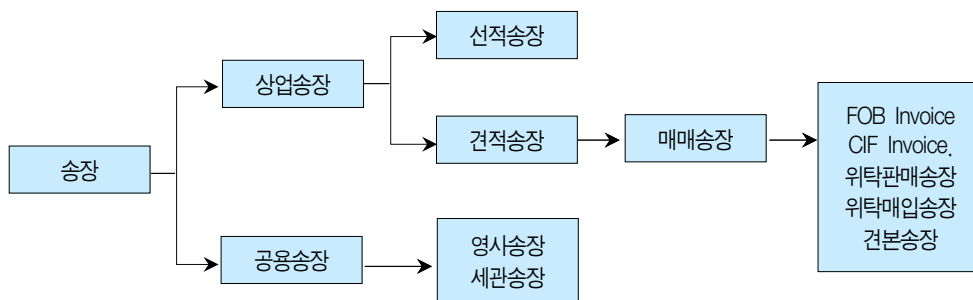 선적송장
상업송장
견적송장
매매송장
FOB Invoice
CIF Invoice.
위탁판매송장
위탁매입송장
견본송장
송장
공용송장
영사송장
세관송장